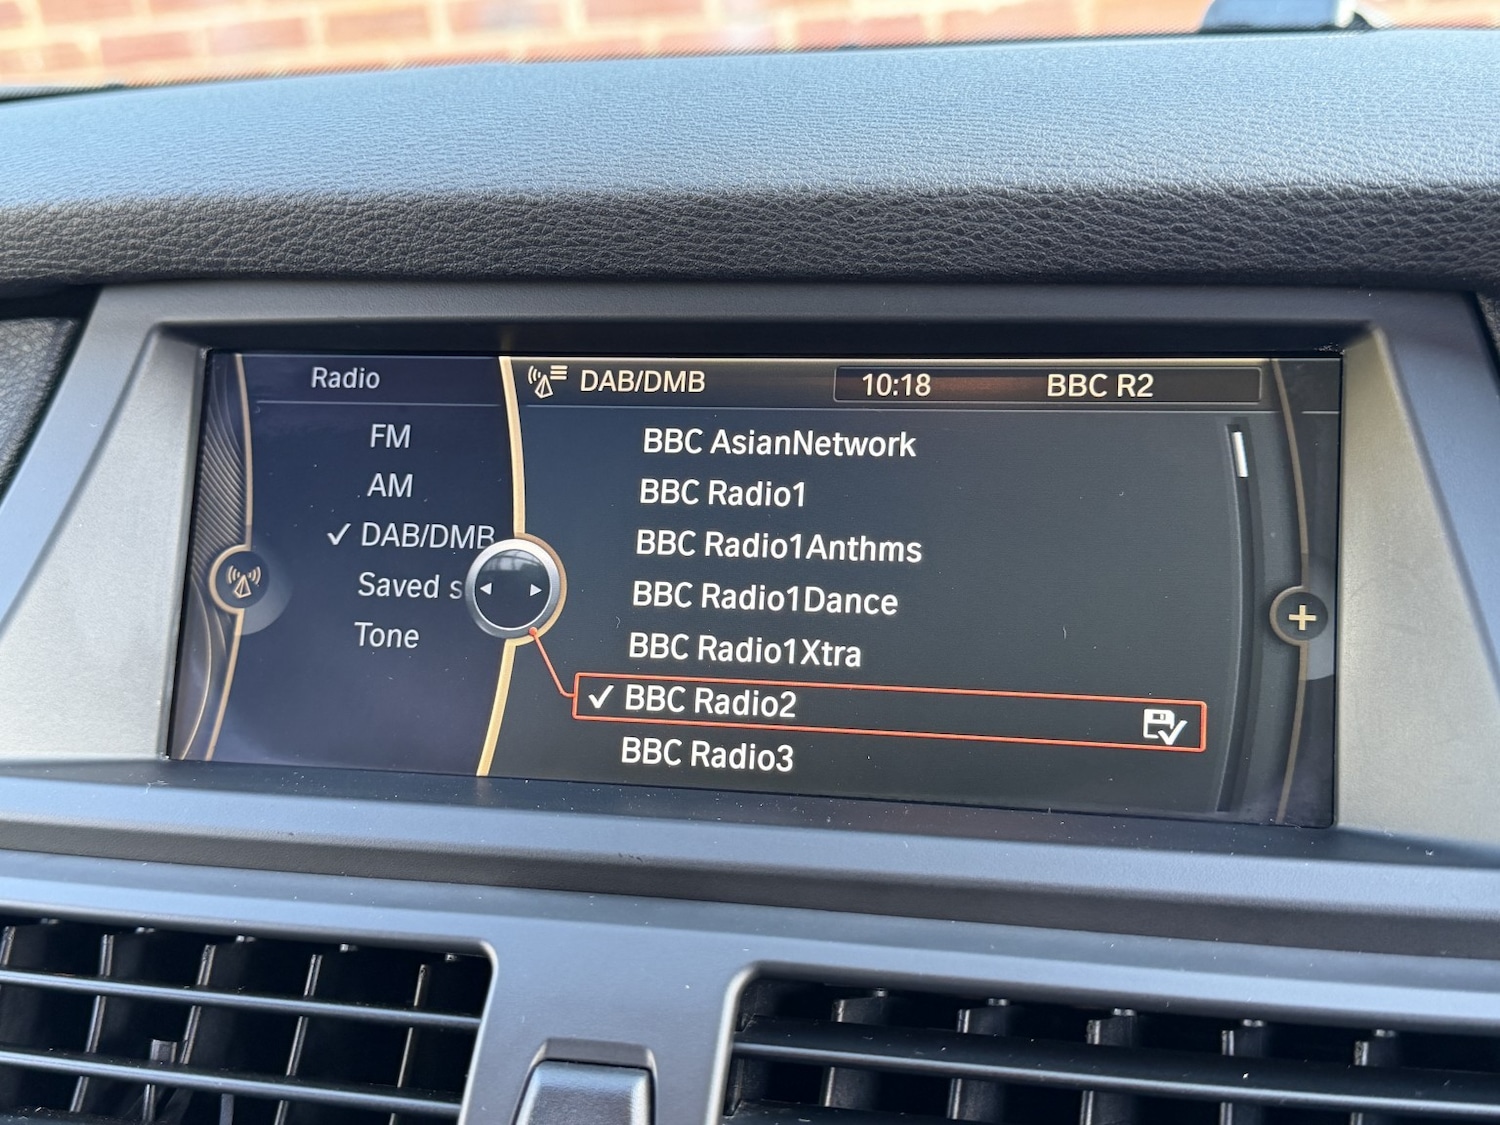 Radio
FM
AM
DAB/DMB
Saved s
Tone
DAB/DMB 10:18 BBC R2
BBC AsianNetwork
BBC Radio1
BBC Radio1Anthms
BBC Radio1Dance
BBC Radio1Xtra
BBC Radio2
BBC Radio3